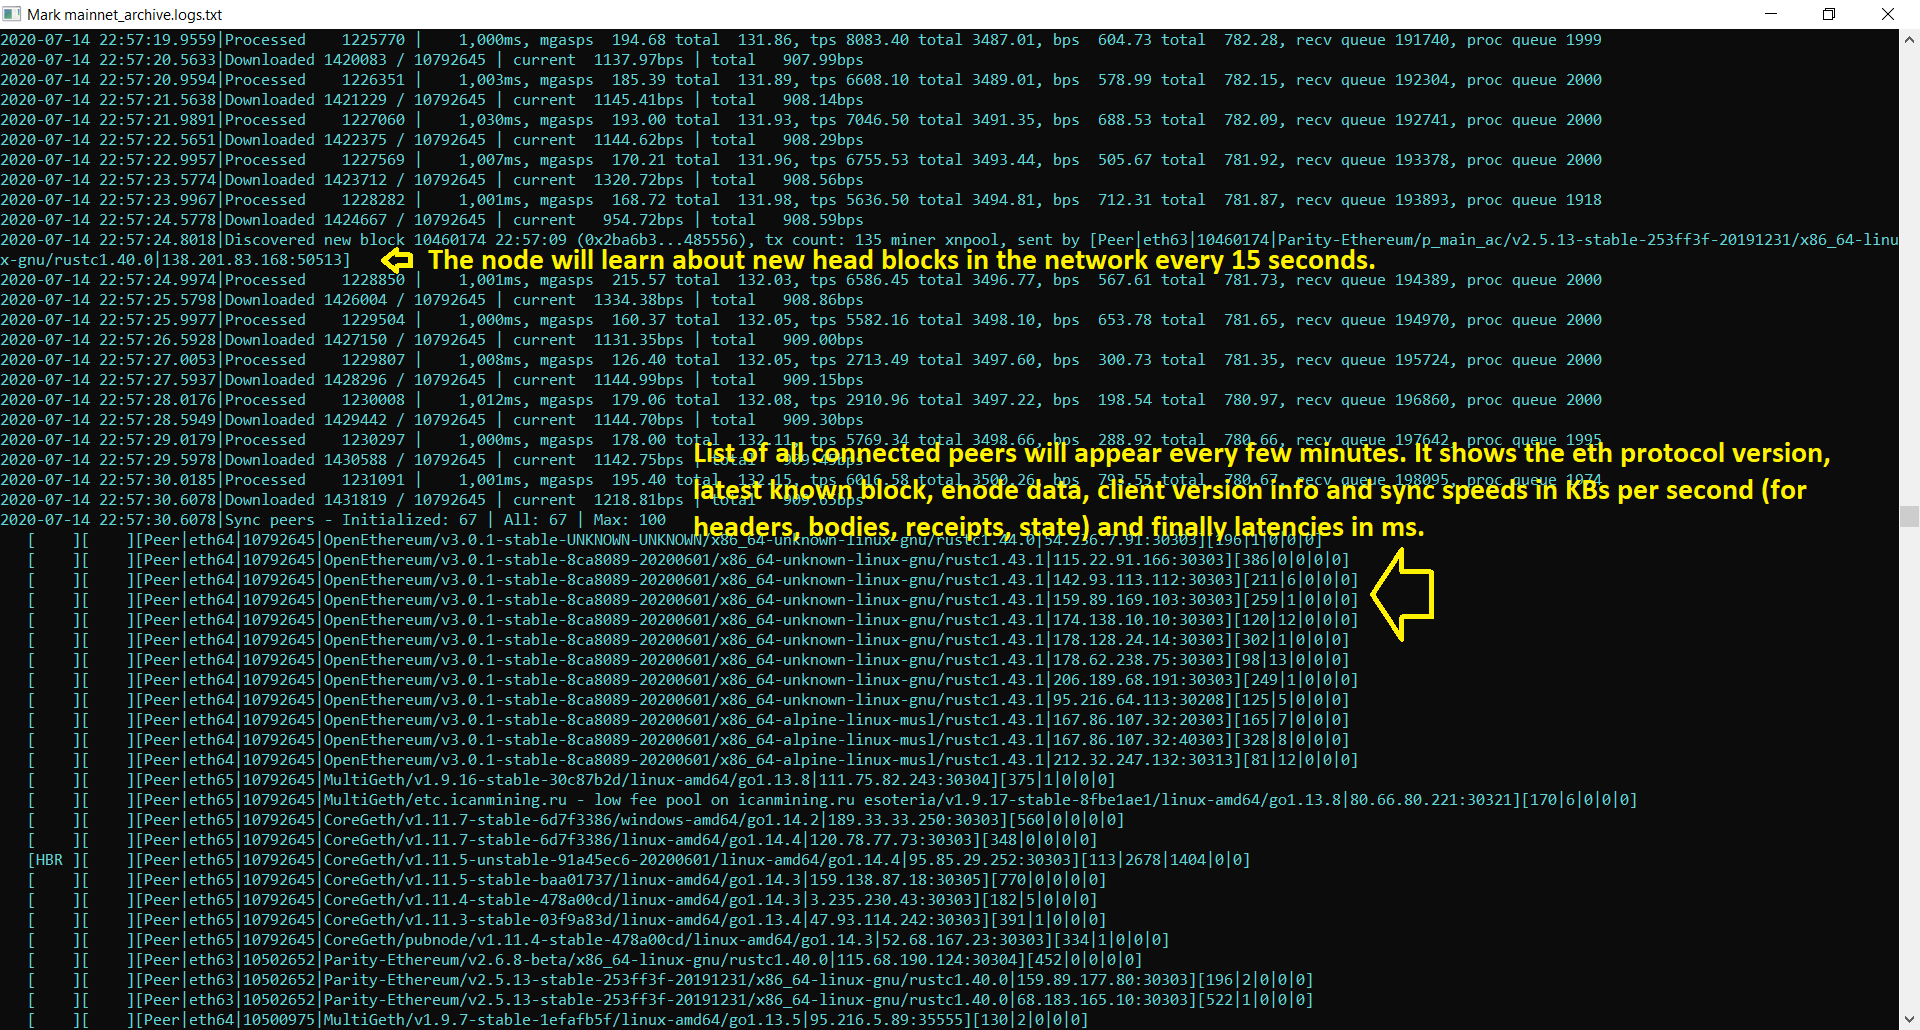 Mark mainnet_archive.logs.txt
2020-07-14 22:57:19.9559|Processed    1225770 |    1,000ms, mgasps  194.68 total  131.86, tps 8083.40 total 3487.01, bps  604.73 total  782.28, recv queue 191740, proc queue 1999
2020-07-14 22:57:20.5633|Downloaded 1420083 / 10792645 | current  1137.97bps | total   907.99bps
2020-07-14 22:57:20.9594|Processed    1226351 |    1,003ms, mgasps  185.39 total  131.89, tps 6608.10 total 3489.01, bps  578.99 total  782.15, recv queue 192304, proc queue 2000
2020-07-14 22:57:21.5638|Downloaded 1421229 / 10792645 | current  1145.41bps | total   908.14bps
2020-07-14 22:57:21.9891|Processed    1227060 |    1,030ms, mgasps  193.00 total  131.93, tps 7046.50 total 3491.35, bps  688.53 total  782.09, recv queue 192741, proc queue 2000
2020-07-14 22:57:22.5651|Downloaded 1422375 / 10792645 | current  1144.62bps | total   908.29bps
2020-07-14 22:57:22.9957|Processed    1227569 |    1,007ms, mgasps  170.21 total  131.96, tps 6755.53 total 3493.44, bps  505.67 total  781.92, recv queue 193378, proc queue 2000
2020-07-14 22:57:23.5774|Downloaded 1423712 / 10792645 | current  1320.72bps | total   908.56bps
2020-07-14 22:57:23.9967|Processed    1228282 |    1,001ms, mgasps  168.72 total  131.98, tps 5636.50 total 3494.81, bps  712.31 total  781.87, recv queue 193893, proc queue 1918
2020-07-14 22:57:24.5778|Downloaded 1424667 / 10792645 | current   954.72bps | total   908.59bps
2020-07-14 22:57:24.8018|Discovered new block 10460174 22:57:09 (0x2ba6b3...485556), tx count: 135 miner xnpool, sent by [Peer|eth63|10460174|Parity-Ethereum/p_main_ac/v2.5.13-stable-253ff3f-20191231/x86_64-linu
x-gnu/rustc1.40.0|138.201.83.168:50513]
The node will learn about new head blocks in the network every 15 seconds.
2020-07-14 22:57:24.9974|Processed    1228850 |    1,001ms, mgasps  215.57 total  132.03, tps 6586.45 total 3496.77, bps  567.61 total  781.73, recv queue 194389, proc queue 2000
2020-07-14 22:57:25.5798|Downloaded 1426004 / 10792645 | current  1334.38bps | total   908.86bps
2020-07-14 22:57:25.9977|Processed    1229504 |    1,000ms, mgasps  160.37 total  132.05, tps 5582.16 total 3498.10, bps  653.78 total  781.65, recv queue 194970, proc queue 2000
2020-07-14 22:57:26.5928|Downloaded 1427150 / 10792645 | current  1131.35bps | total   909.00bps
2020-07-14 22:57:27.0053|Processed    1229807 |    1,008ms, mgasps  126.40 total  132.05, tps 2713.49 total 3497.60, bps  300.73 total  781.35, recv queue 195724, proc queue 2000
2020-07-14 22:57:27.5937|Downloaded 1428296 / 10792645 | current  1144.99bps | total   909.15bps
2020-07-14 22:57:28.0176|Processed    1230008 |    1,012ms, mgasps  179.06 total  132.08, tps 2910.96 total 3497.22, bps  198.54 total  780.97, recv queue 196860, proc queue 2000
2020-07-14 22:57:28.5949|Downloaded 1429442 / 10792645 | current  1144.70bps | total   909.30bps
2020-07-14 22:57:29.0179|Processed    1230297 |    1,000ms, mgasps  178.00 total  132.11, tps 5769.34 total 3498.66, bps  288.92 total  780.66, recv queue 197642, proc queue 1995
List of all connected peers will appear every few minutes. It shows the eth protocol version,
2020-07-14 22:57:29.5978|Downloaded 1430588 / 10792645 | current  1142.75bps | total   909.45bps
2020-07-14 22:57:30.0185|Processed    1231091 |    1,001ms, mgasps  195.40 total  132.15, tps 6016.58 total 3500.26, bps  793.55 total  780.67, recv queue 198095, proc queue 1974
latest known block, enode data, client version info and sync speeds in KBs per second (for
2020-07-14 22:57:30.6078|Downloaded 1431819 / 10792645 | current  1218.81bps | total   909.65bps
2020-07-14 22:57:30.6078|Sync peers - Initialized: 67 | All: 67 | Max: 100
headers, bodies, receipts, state) and finally latencies in ms.
[    ][    ][Peer|eth64|10792645|OpenEthereum/v3.0.1-stable-UNKNOWN-UNKNOWN/x86_64-unknown-linux-gnu/rustc1.44.0|54.236.7.91:30303][196|1|0|0|0]
[    ][    ][Peer|eth64|10792645|OpenEthereum/v3.0.1-stable-8ca8089-20200601/x86_64-unknown-linux-gnu/rustc1.43.1|115.22.91.166:30303][386|0|0|0|0]
[    ][    ][Peer|eth64|10792645|OpenEthereum/v3.0.1-stable-8ca8089-20200601/x86_64-unknown-linux-gnu/rustc1.43.1|142.93.113.112:30303][211|6|0|0|0]
[    ][    ][Peer|eth64|10792645|OpenEthereum/v3.0.1-stable-8ca8089-20200601/x86_64-unknown-linux-gnu/rustc1.43.1|159.89.169.103:30303][259|1|0|0|0]
[    ][    ][Peer|eth64|10792645|OpenEthereum/v3.0.1-stable-8ca8089-20200601/x86_64-unknown-linux-gnu/rustc1.43.1|174.138.10.10:30303][120|12|0|0|0]
[    ][    ][Peer|eth64|10792645|OpenEthereum/v3.0.1-stable-8ca8089-20200601/x86_64-unknown-linux-gnu/rustc1.43.1|178.128.24.14:30303][302|1|0|0|0]
[    ][    ][Peer|eth64|10792645|OpenEthereum/v3.0.1-stable-8ca8089-20200601/x86_64-unknown-linux-gnu/rustc1.43.1|178.62.238.75:30303][98|13|0|0|0]
[    ][    ][Peer|eth64|10792645|OpenEthereum/v3.0.1-stable-8ca8089-20200601/x86_64-unknown-linux-gnu/rustc1.43.1|206.189.68.191:30303][249|1|0|0|0]
[    ][    ][Peer|eth64|10792645|OpenEthereum/v3.0.1-stable-8ca8089-20200601/x86_64-unknown-linux-gnu/rustc1.43.1|95.216.64.113:30208][125|5|0|0|0]
[    ][    ][Peer|eth64|10792645|OpenEthereum/v3.0.1-stable-8ca8089-20200601/x86_64-alpine-linux-musl/rustc1.43.1|167.86.107.32:20303][165|7|0|0|0]
[    ][    ][Peer|eth64|10792645|OpenEthereum/v3.0.1-stable-8ca8089-20200601/x86_64-alpine-linux-musl/rustc1.43.1|167.86.107.32:40303][328|8|0|0|0]
[    ][    ][Peer|eth64|10792645|OpenEthereum/v3.0.1-stable-8ca8089-20200601/x86_64-alpine-linux-musl/rustc1.43.1|212.32.247.132:30313][81|12|0|0|0]
[    ][    ][Peer|eth65|10792645|MultiGeth/v1.9.16-stable-30c87b2d/linux-amd64/go1.13.8|111.75.82.243:30304][375|1|0|0|0]
[    ][    ][Peer|eth65|10792645|MultiGeth/etc.icanmining.ru - low fee pool on icanmining.ru esoteria/v1.9.17-stable-8fbe1ae1/linux-amd64/go1.13.8|80.66.80.221:30321][170|6|0|0|0]
[    ][    ][Peer|eth65|10792645|CoreGeth/v1.11.7-stable-6d7f3386/windows-amd64/go1.14.2|189.33.33.250:30303][560|0|0|0|0]
[    ][    ][Peer|eth65|10792645|CoreGeth/v1.11.7-stable-6d7f3386/linux-amd64/go1.14.4|120.78.77.73:30303][348|0|0|0|0]
[HBR ][    ][Peer|eth65|10792645|CoreGeth/v1.11.5-unstable-91a45ec6-20200601/linux-amd64/go1.14.4|95.85.29.252:30303][113|2678|1404|0|0]
[    ][    ][Peer|eth65|10792645|CoreGeth/v1.11.5-stable-baa01737/linux-amd64/go1.14.3|159.138.87.18:30305][770|0|0|0|0]
[    ][    ][Peer|eth65|10792645|CoreGeth/v1.11.4-stable-478a00cd/linux-amd64/go1.14.3|3.235.230.43:30303][182|5|0|0|0]
[    ][    ][Peer|eth65|10792645|CoreGeth/v1.11.3-stable-03f9a83d/linux-amd64/go1.13.4|47.93.114.242:30303][391|1|0|0|0]
[    ][    ][Peer|eth65|10792645|CoreGeth/pubnode/v1.11.4-stable-478a00cd/linux-amd64/go1.14.3|52.68.167.23:30303][334|1|0|0|0]
[    ][    ][Peer|eth63|10502652|Parity-Ethereum/v2.6.8-beta/x86_64-linux-gnu/rustc1.40.0|115.68.190.124:30304][452|0|0|0|0]
[    ][    ][Peer|eth63|10502652|Parity-Ethereum/v2.5.13-stable-253ff3f-20191231/x86_64-linux-gnu/rustc1.40.0|159.89.177.80:30303][196|2|0|0|0]
[    ][    ][Peer|eth63|10502652|Parity-Ethereum/v2.5.13-stable-253ff3f-20191231/x86_64-linux-gnu/rustc1.40.0|68.183.165.10:30303][522|1|0|0|0]
[    ][    ][Peer|eth64|10500975|MultiGeth/v1.9.7-stable-1efafb5f/linux-amd64/go1.13.5|95.216.5.89:35555][130|2|0|0|0]